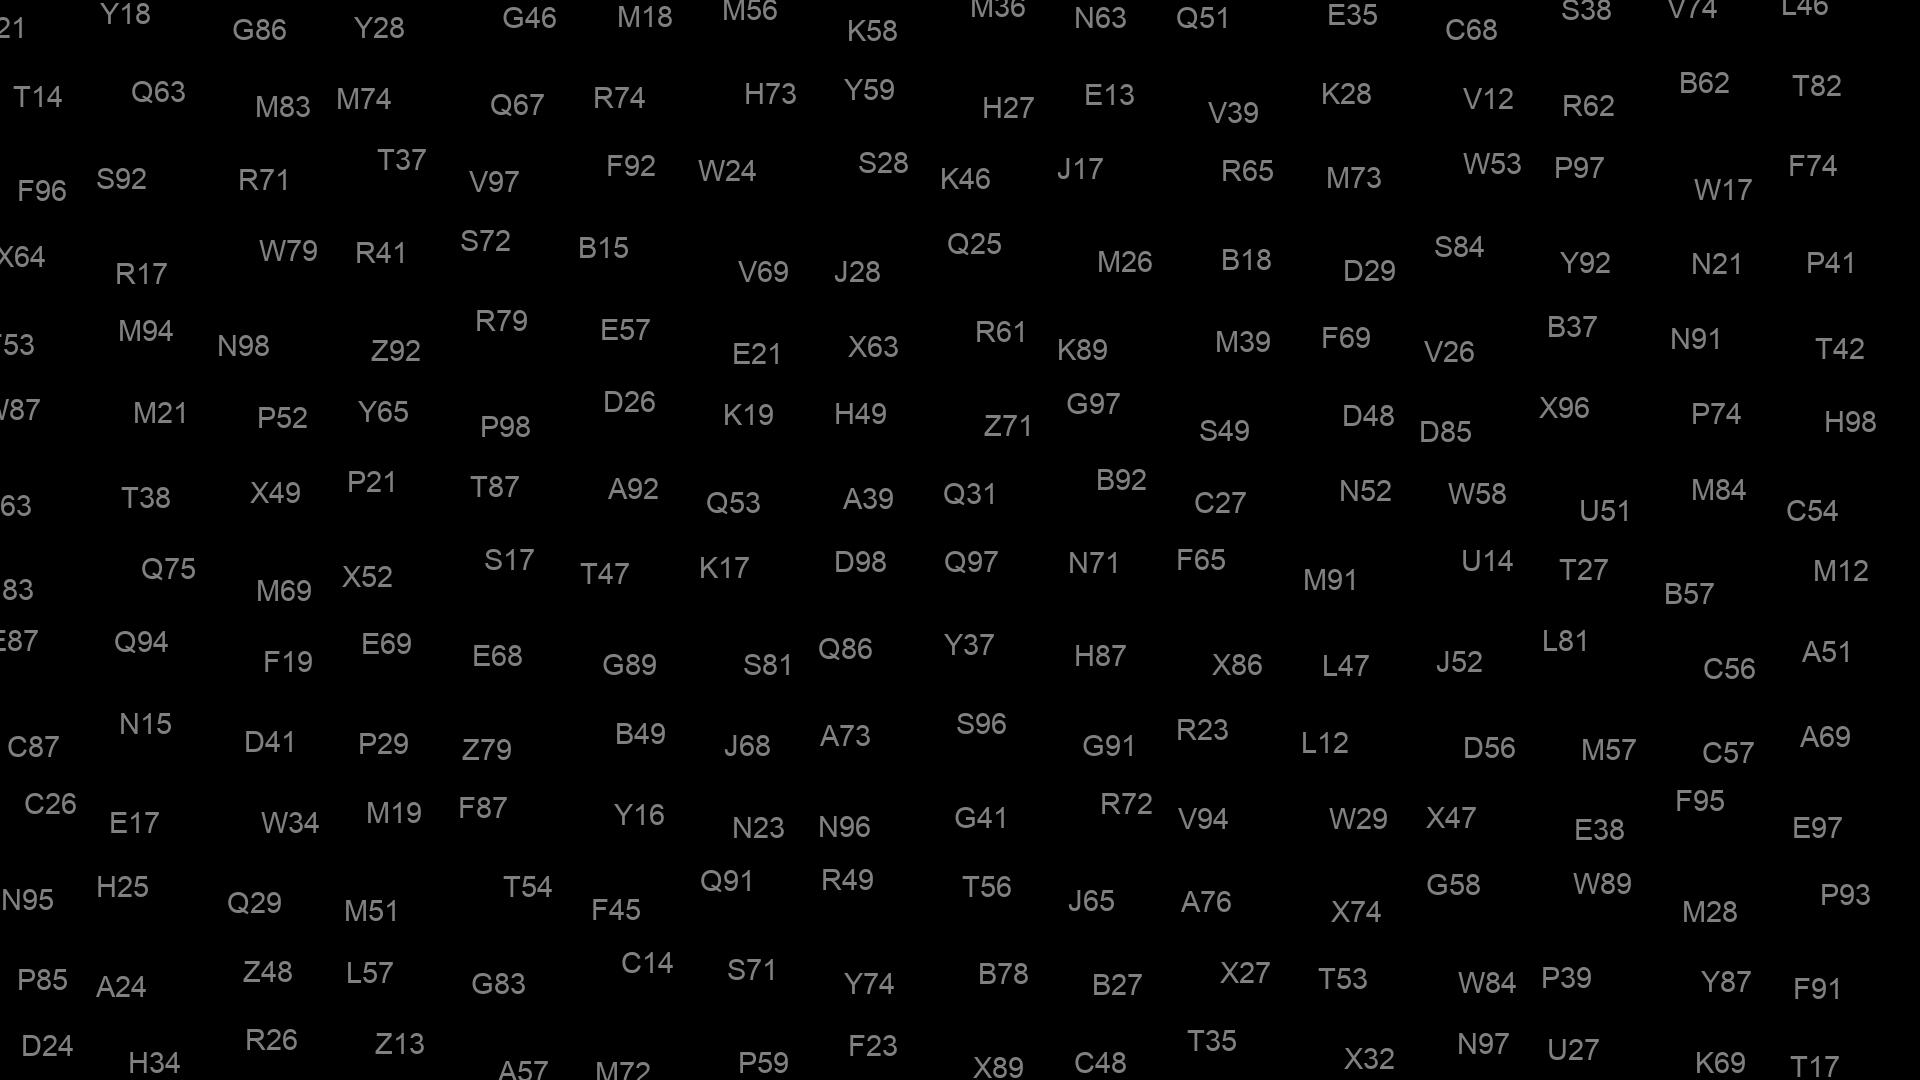 21 Y18 G86 Y28 G46 M18 M56 K58 M36 N63 Q51 E35 C68 S38 V74 L46
T14 Q63 M83 M74 Q67 R74 H73 Y59 H27 E13 V39 K28 V12 R62 B62 T82
F96 S92 R71 T37 V97 F92 W24 S28 K46 J17 R65 M73 W53 P97 W17 F74
X64 R17 W79 R41 S72 B15 V69 J28 Q25 M26 B18 D29 S84 Y92 N21 P41
53 M94 N98 Z92 R79 E57 E21 X63 R61 K89 M39 F69 V26 B37 N91 T42
W87 M21 P52 Y65 P98 D26 K19 H49 Z71 G97 S49 D48 D85 X96 P74 H98
63 T38 X49 P21 T87 A92 Q53 A39 Q31 B92 C27 N52 W58 U51 M84 C54
83 Q75 M69 X52 S17 T47 K17 D98 Q97 N71 F65 M91 U14 T27 B57 M12
E87 Q94 F19 E69 E68 G89 S81 Q86 Y37 H87 X86 L47 J52 L81 C56 A51
C87 N15 D41 P29 Z79 B49 J68 A73 S96 G91 R23 L12 D56 M57 C57 A69
C26 E17 W34 M19 F87 Y16 N23 N96 G41 R72 V94 W29 X47 E38 F95 E97
N95 H25 Q29 M51 T54 F45 Q91 R49 T56 J65 A76 X74 G58 W89 M28 P93
P85 A24 Z48 L57 G83 C14 S71 Y74 B78 B27 X27 T53 W84 P39 Y87 F91
D24 H34 R26 Z13 A57 M72 P59 F23 X89 C48 T35 X32 N97 U27 K69 T17